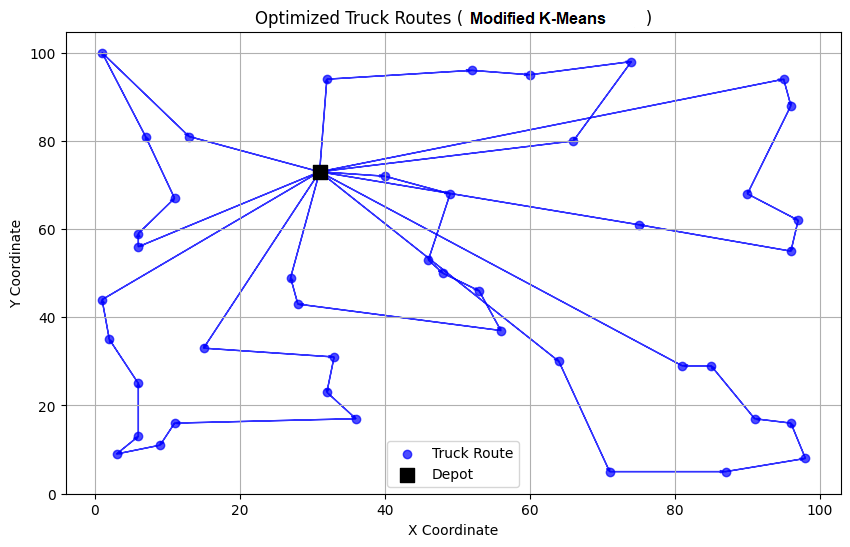 Optimized Truck Routes ( Modified K-Means )
100
80
60
40
20
0
Y Coordinate
Truck Route
Depot
0 20 40 60 80 100
X Coordinate